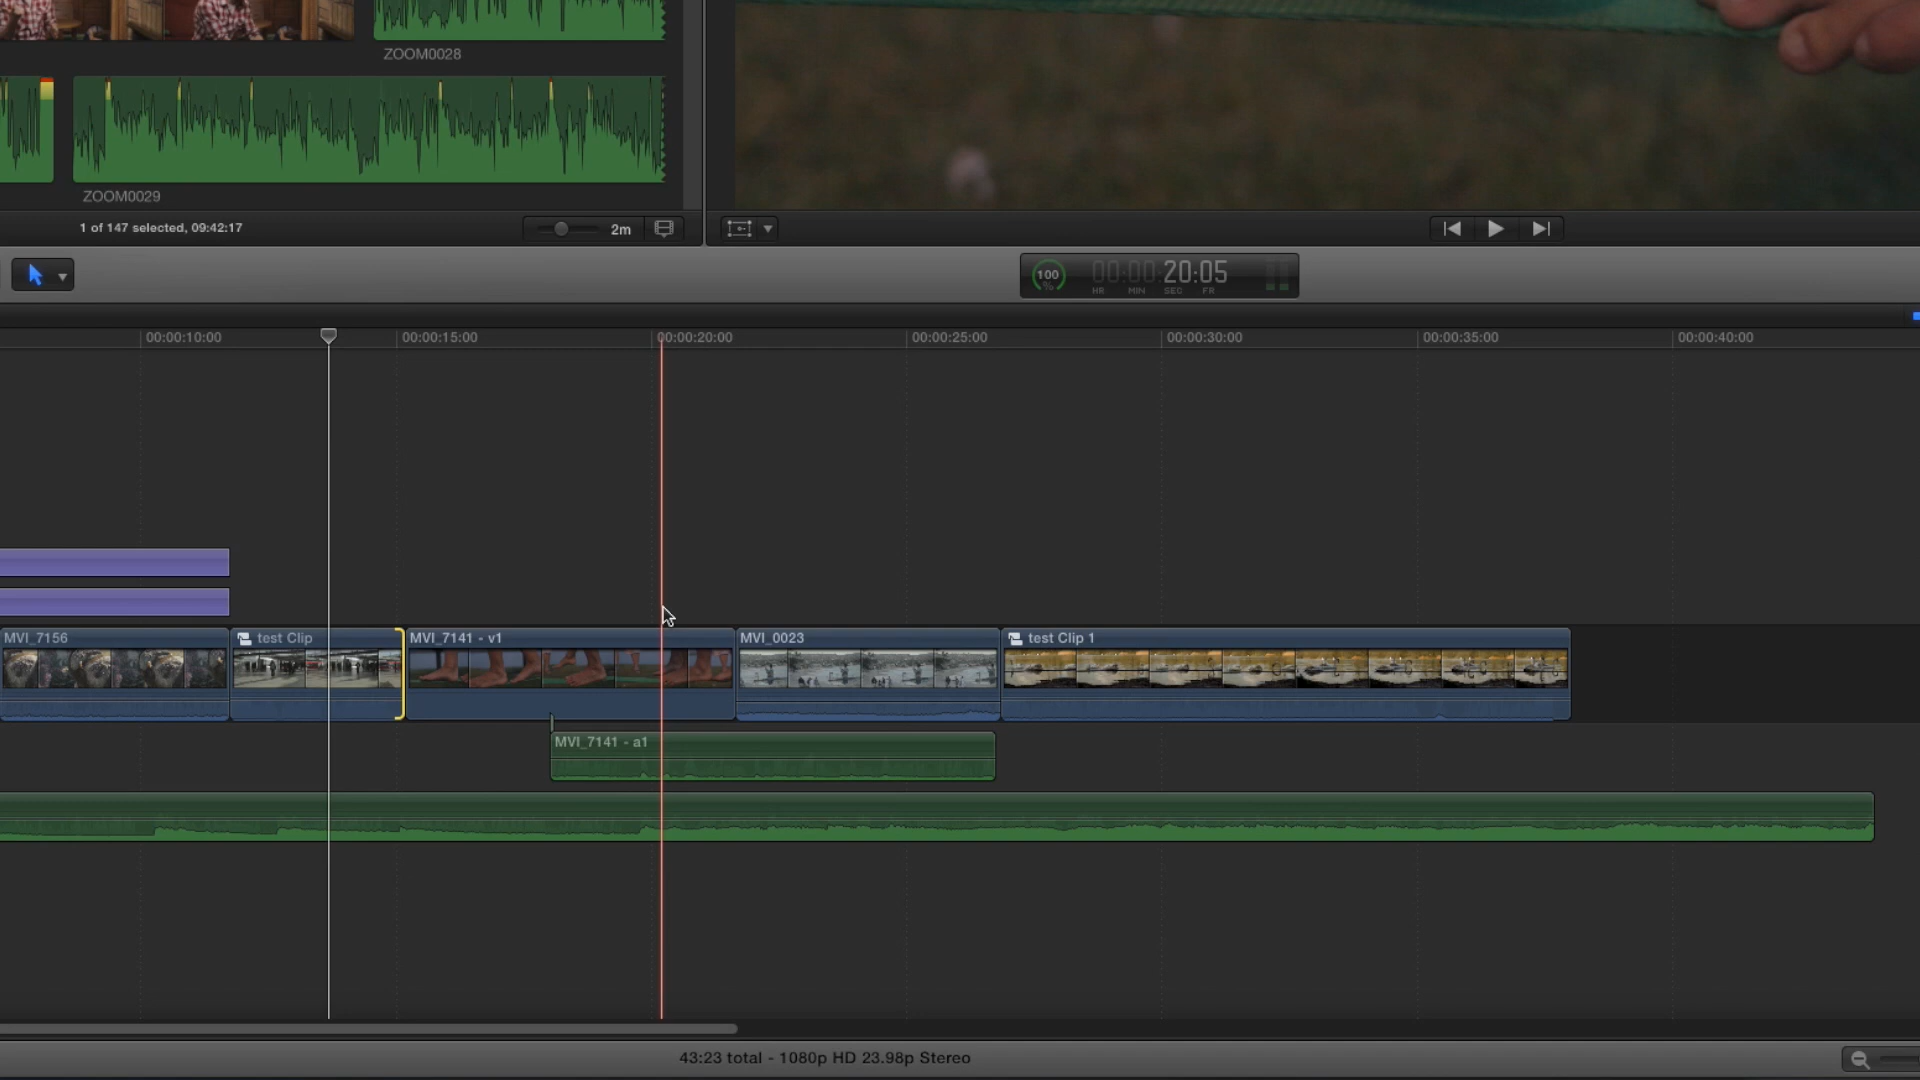 ZOOM0028
ZOOM0029
1 of 147 selected, 09:42:17
2m
100
%
00:00:20:05
HR MIN SEC FR
00:00:10:00
00:00:15:00
00:00:20:00
00:00:25:00
00:00:30:00
00:00:35:00
00:00:40:00
MVI_7156
test Clip
MVI_7141 - v1
MVI_0023
test Clip 1
MVI_7141 - a1
43:23 total - 1080p HD 23.98p Stereo